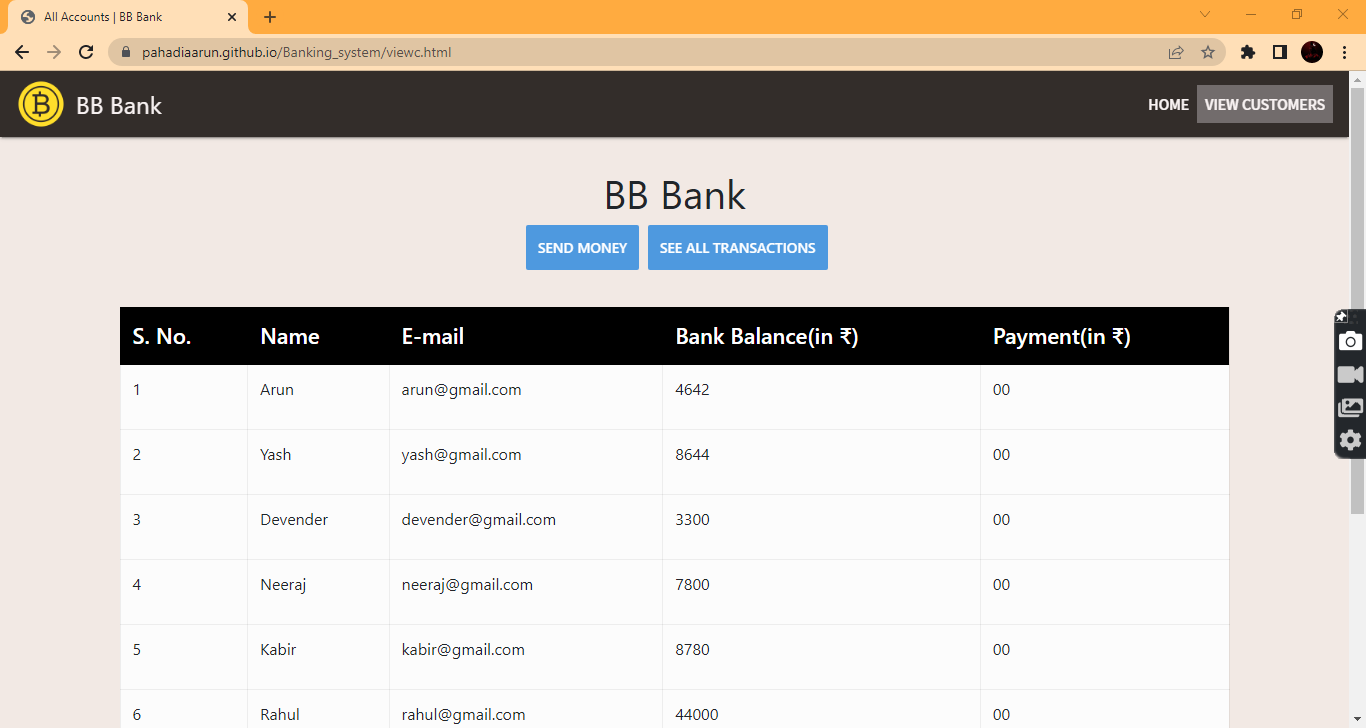 All Accounts | BB Bank
pahadiaarun.github.io/Banking_system/viewc.html
BB Bank
HOME VIEW CUSTOMERS
BB Bank
SEND MONEY SEE ALL TRANSACTIONS
S. No. Name E-mail Bank Balance(in ₹) Payment(in ₹)
1 Arun arun@gmail.com 4642 00
2 Yash yash@gmail.com 8644 00
3 Devender devender@gmail.com 3300 00
4 Neeraj neeraj@gmail.com 7800 00
5 Kabir kabir@gmail.com 8780 00
6 Rahul rahul@gmail.com 44000 00